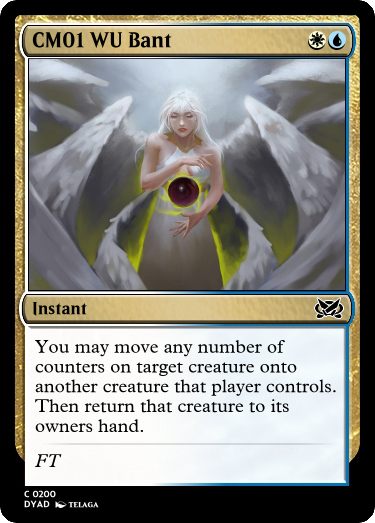 CM01 WU Bant
Instant
You may move any number of
counters on target creature onto
another creature that player controls.
Then return that creature to its
owners hand.
FT
C 0200
DYAD TELAGA